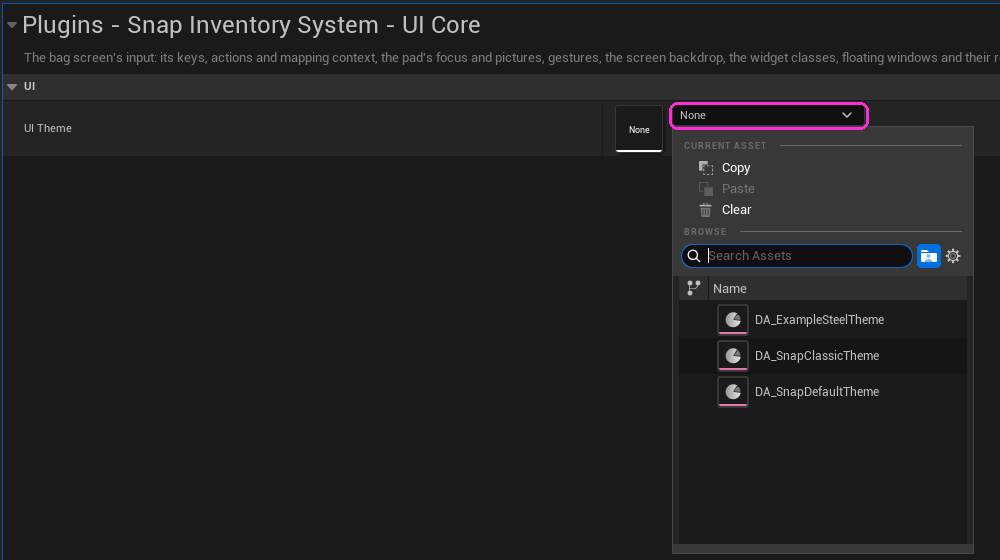 Plugins - Snap Inventory System - UI Core
The bag screen's input: its keys, actions and mapping context, the pad's focus and pictures, gestures, the screen backdrop, the widget classes, floating windows and their
UI
UI Theme
None
None
CURRENT ASSET
Copy
Paste
Clear
BROWSE
Search Assets
Name
DA_ExampleSteelTheme
DA_SnapClassicTheme
DA_SnapDefaultTheme